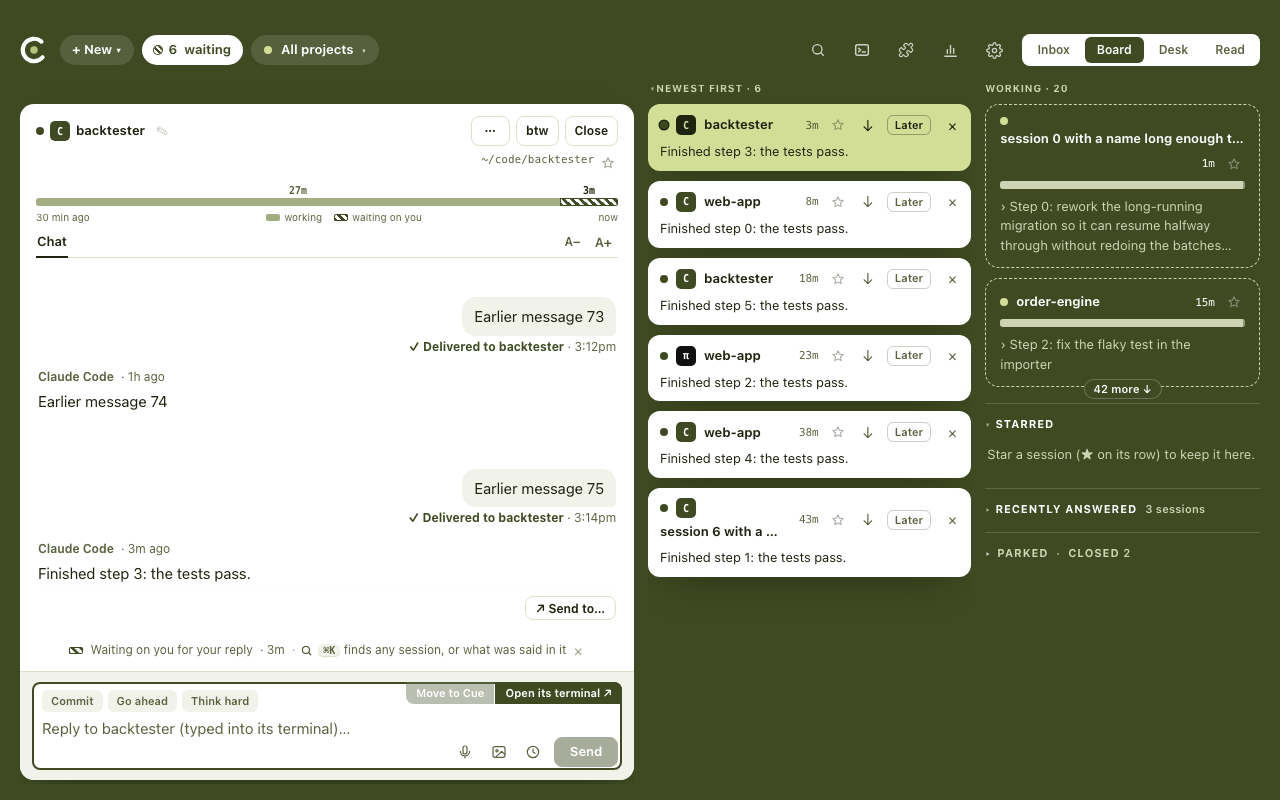 + New ▾
6 waiting
All projects
Inbox
Board
Desk
Read
C backtester
··· btw Close
~/code/backtester
27m 3m
30 min ago working waiting on you now
Chat A− A+
Earlier message 73
✓ Delivered to backtester · 3:12pm
Claude Code · 1h ago
Earlier message 74
Earlier message 75
✓ Delivered to backtester · 3:14pm
Claude Code · 3m ago
Finished step 3: the tests pass.
↗ Send to...
Waiting on you for your reply · 3m · ⌘K finds any session, or what was said in it ×
Commit Go ahead Think hard
Move to Cue Open its terminal ↗
Reply to backtester (typed into its terminal)...
Send
NEWEST FIRST · 6
C backtester 3m ☆ ↓ Later ×
Finished step 3: the tests pass.
C web-app 8m ☆ ↓ Later ×
Finished step 0: the tests pass.
C backtester 18m ☆ ↓ Later ×
Finished step 5: the tests pass.
π web-app 23m ☆ ↓ Later ×
Finished step 2: the tests pass.
C web-app 38m ☆ ↓ Later ×
Finished step 4: the tests pass.
C
session 6 with a ... 43m ☆ ↓ Later ×
Finished step 1: the tests pass.
WORKING · 20
session 0 with a name long enough t...
1m ☆
› Step 0: rework the long-running
migration so it can resume halfway
through without redoing the batches...
order-engine 15m ☆
› Step 2: fix the flaky test in the
importer
42 more ↓
STARRED
Star a session (★ on its row) to keep it here.
RECENTLY ANSWERED 3 sessions
PARKED · CLOSED 2